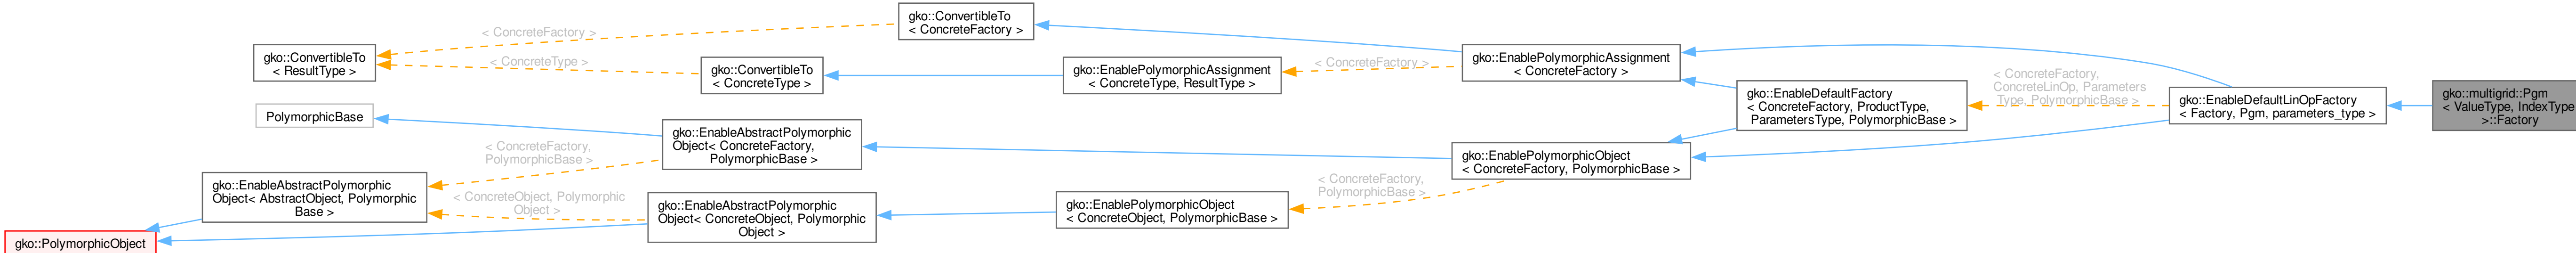 gko::ConvertibleTo
< ResultType >
PolymorphicBase
gko::EnableAbstractPolymorphic
Object< AbstractObject, Polymorphic
Base >
gko::PolymorphicObject
< ConcreteFactory >
< ConcreteType >
< ConcreteFactory,
PolymorphicBase >
< ConcreteObject, Polymorphic
Object >
gko::ConvertibleTo
< ConcreteFactory >
gko::ConvertibleTo
< ConcreteType >
gko::EnableAbstractPolymorphic
Object< ConcreteFactory,
PolymorphicBase >
gko::EnableAbstractPolymorphic
Object< ConcreteObject, Polymorphic
Object >
gko::EnablePolymorphicAssignment
< ConcreteType, ResultType >
gko::EnablePolymorphicObject
< ConcreteObject, PolymorphicBase >
< ConcreteFactory >
< ConcreteFactory,
PolymorphicBase >
gko::EnablePolymorphicAssignment
< ConcreteFactory >
gko::EnablePolymorphicObject
< ConcreteFactory, PolymorphicBase >
gko::EnableDefaultFactory
< ConcreteFactory, ProductType,
ParametersType, PolymorphicBase >
< ConcreteFactory,
ConcreteLinOp, Parameters
Type, PolymorphicBase >
gko::EnableDefaultLinOpFactory
< Factory, Pgm, parameters_type >
gko::multigrid::Pgm
< ValueType, IndexType
>::Factory